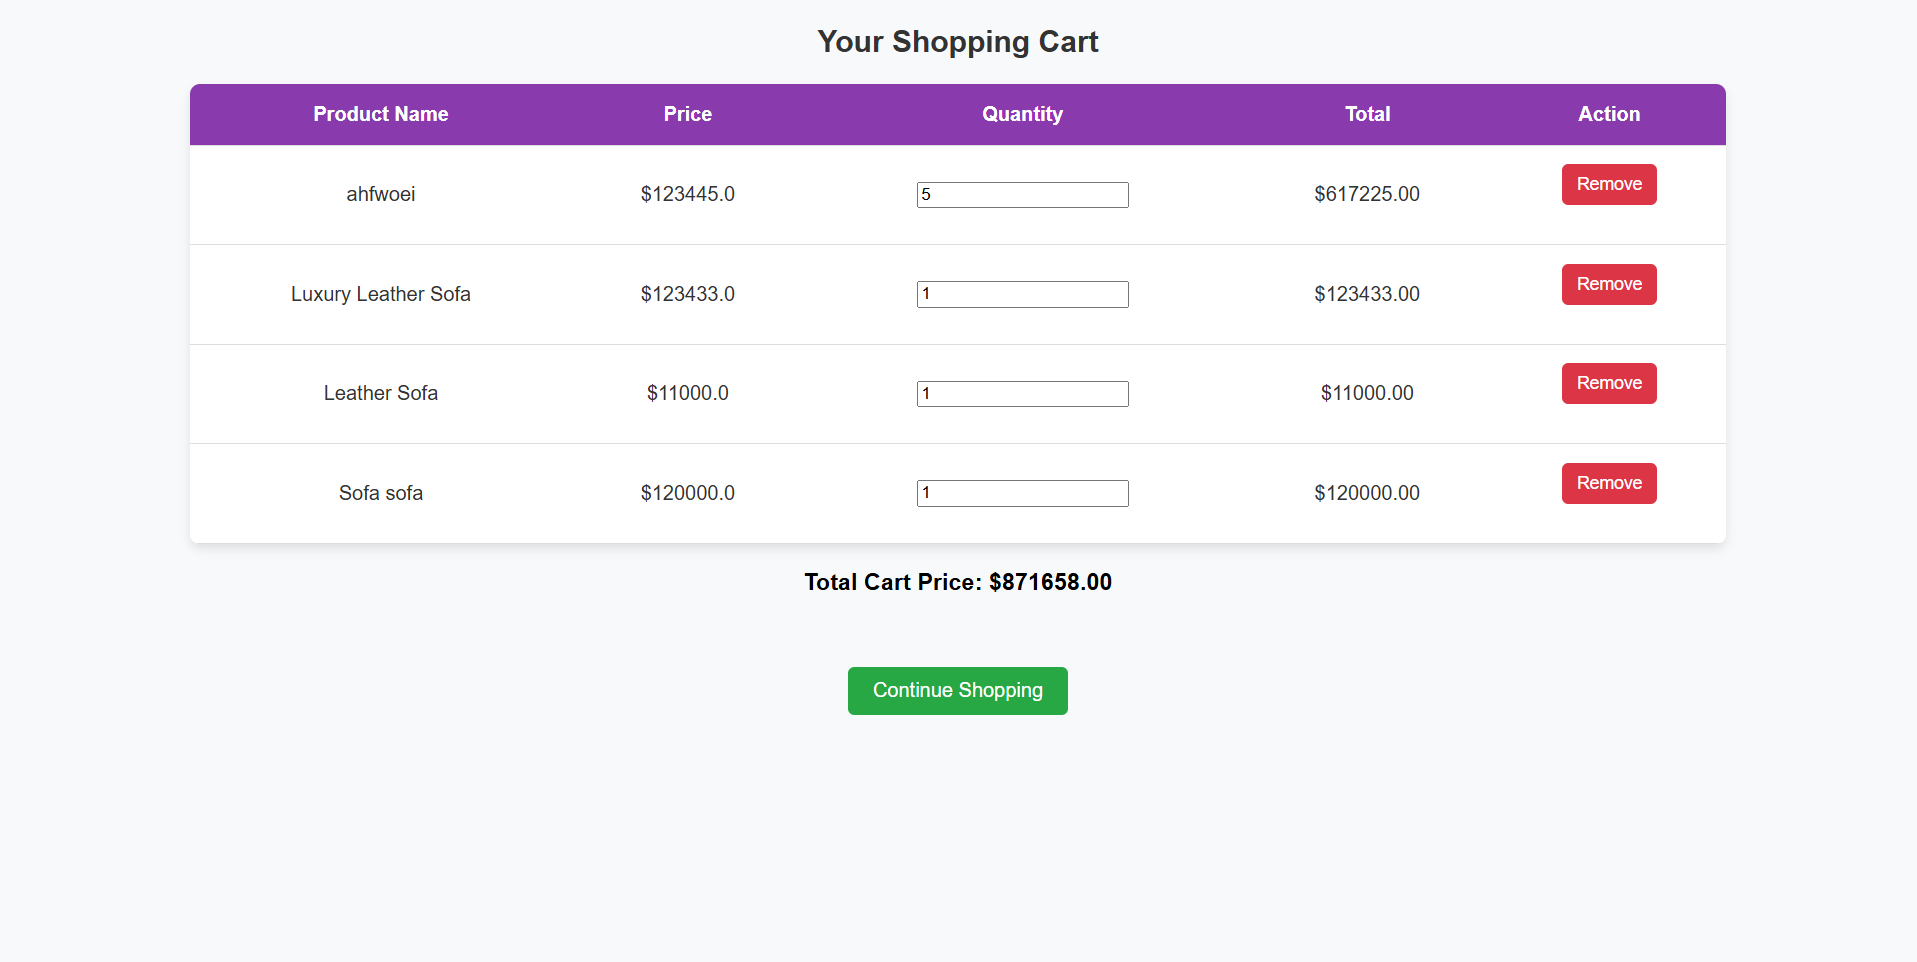 Your Shopping Cart
Product Name Price Quantity Total Action
ahfwoei $123445.0 5 $617225.00 Remove
Luxury Leather Sofa $123433.0 1 $123433.00 Remove
Leather Sofa $11000.0 1 $11000.00 Remove
Sofa sofa $120000.0 1 $120000.00 Remove
Total Cart Price: $871658.00
Continue Shopping